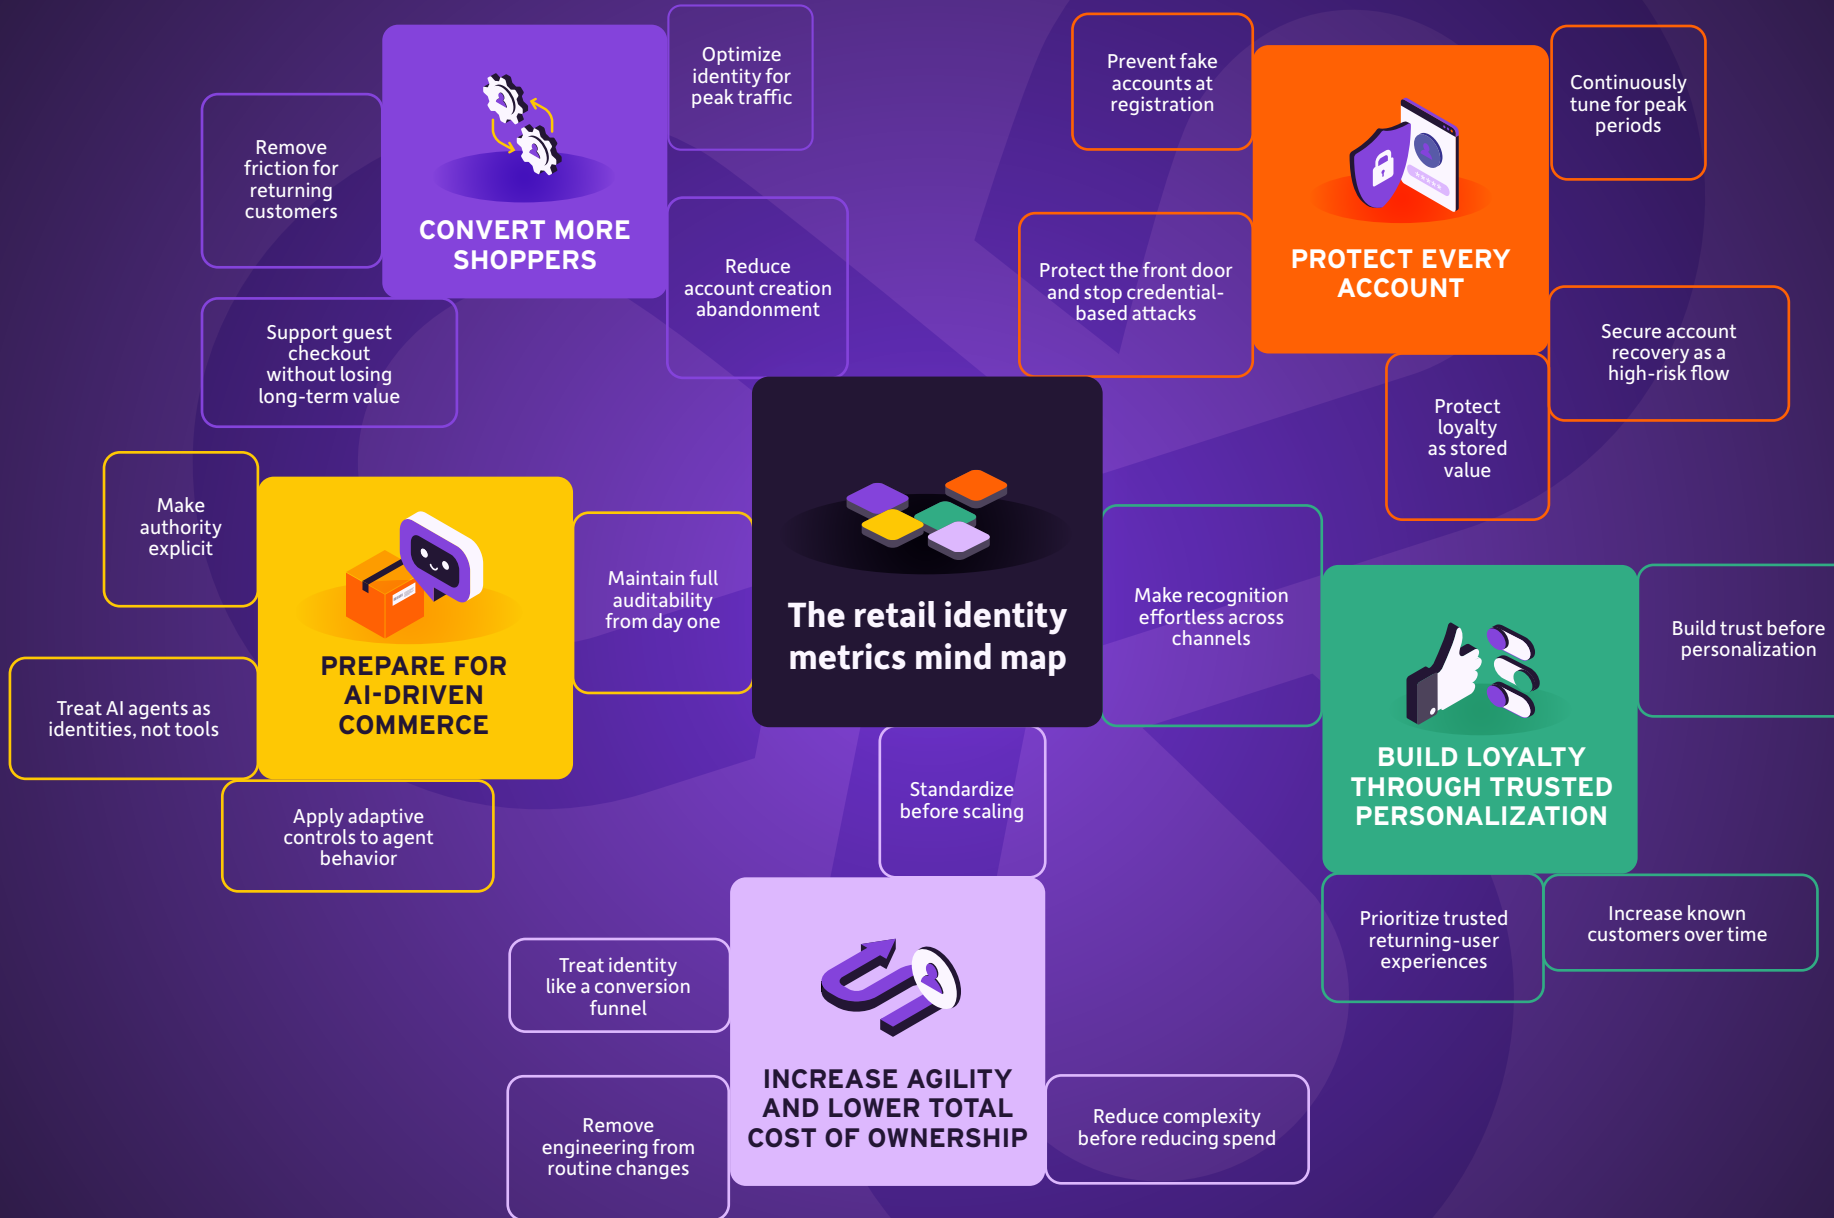 Optimize
identity for
peak traffic
Remove
friction for
returning
customers
CONVERT MORE
SHOPPERS
Reduce
account creation
abandonment
Support guest
checkout
without losing
long-term value
Prevent fake
accounts at
registration
Continuously
tune for peak
periods
PROTECT EVERY
ACCOUNT
Protect the front door
and stop credential-
based attacks
Secure account
recovery as a
high-risk flow
Protect
loyalty
as stored
value
Make
authority
explicit
Maintain full
auditability
from day one
PREPARE FOR
AI-DRIVEN
COMMERCE
Treat AI agents as
identities, not tools
Apply adaptive
controls to agent
behavior
The retail identity
metrics mind map
Make recognition
effortless across
channels
Build trust before
personalization
BUILD LOYALTY
THROUGH TRUSTED
PERSONALIZATION
Prioritize trusted
returning-user
experiences
Increase known
customers over time
Standardize
before scaling
Treat identity
like a conversion
funnel
INCREASE AGILITY
AND LOWER TOTAL
COST OF OWNERSHIP
Remove
engineering from
routine changes
Reduce complexity
before reducing spend